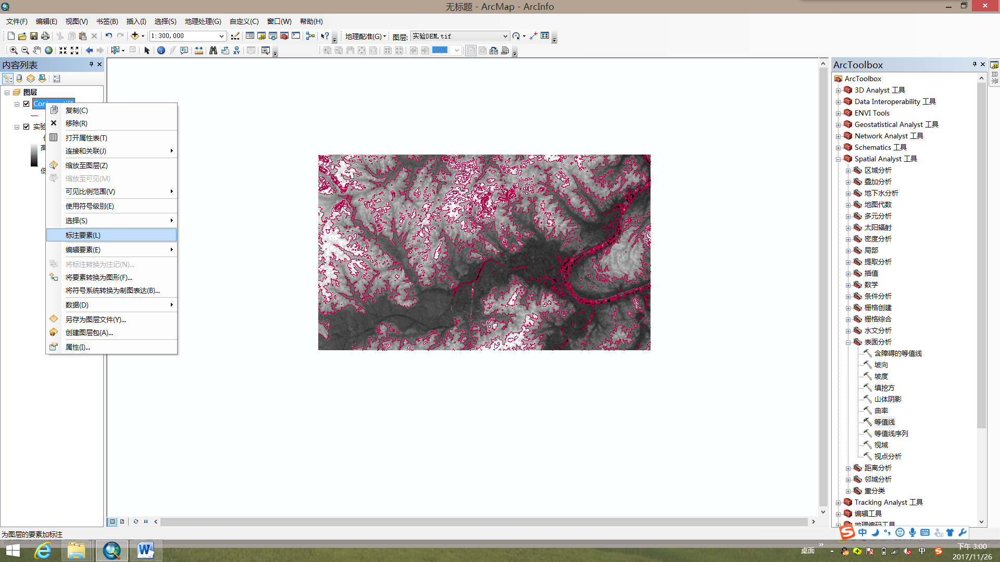 无标题 - ArcMap - ArcInfo
文件(F) 编辑(E) 视图(V) 书签(B) 插入(I) 选择(S) 地理处理(G) 自定义(C) 窗口(W) 帮助(H)
1:300,000
地理配准(G) 图层: 实验DEM.tif
100%
内容列表
图层
实验
高
低
复制(C)
移除(R)
打开属性表(T)
连接和关联(J)
缩放至图层(Z)
缩放至可见(M)
可见比例范围(V)
使用符号级别(E)
选择(S)
标注要素(L)
编辑要素(E)
将标注转换为注记(N)...
将要素转换为图形(F)...
将符号系统转换为制图表达(B)...
数据(D)
另存为图层文件(Y)...
创建图层包(A)...
属性(I)...
ArcToolbox
ArcToolbox
3D Analyst 工具
Data Interoperability 工具
ENVI Tools
Geostatistical Analyst 工具
Network Analyst 工具
Schematics 工具
Spatial Analyst 工具
区域分析
叠加分析
地下水分析
地图代数
多元分析
太阳辐射
密度分析
局部
提取分析
插值
数学
条件分析
栅格创建
栅格综合
水文分析
表面分析
含障碍的等值线
坡向
坡度
填挖方
山体阴影
曲率
等值线
等值线序列
视域
视点分析
距离分析
邻域分析
重分类
Tracking Analyst 工具
编辑工具
地理编码工具
为图层的要素加标注
中
桌面
中
下午 3:00
2017/11/26